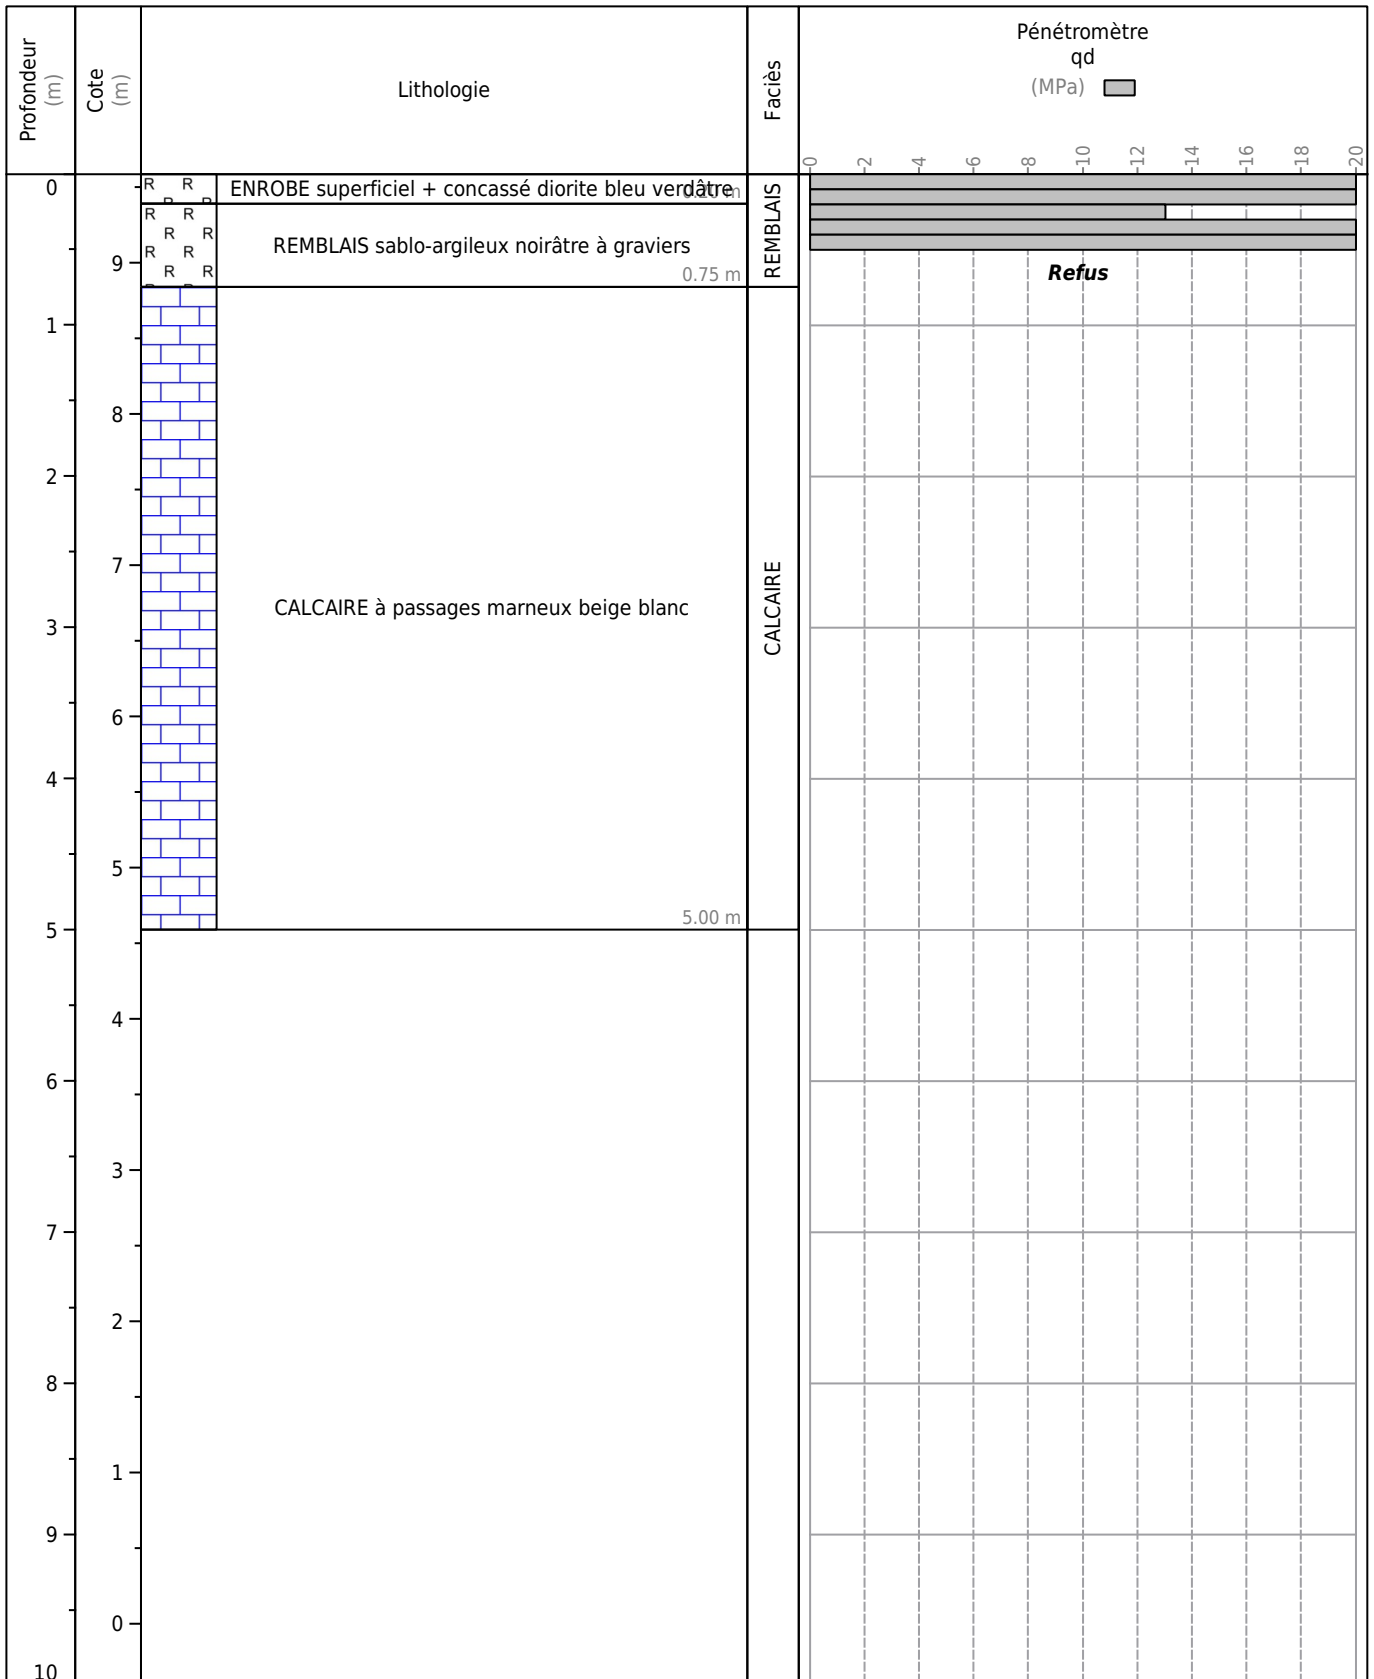 Profondeur
(m)
Cote
(m)
Lithologie
Faciès
Pénétromètre
qd
(MPa)
0
2
4
6
8
10
12
14
16
18
20
0
1
2
3
4
5
6
7
8
9
10
9
8
7
6
5
4
3
2
1
0
R R
R R
R R
R R
R R
ENROBE superficiel + concassé diorite bleu verdâtre
0.20 m
REMBLAIS sablo-argileux noirâtre à graviers
0.75 m
CALCAIRE à passages marneux beige blanc
5.00 m
REMBLAIS
CALCAIRE
Refus